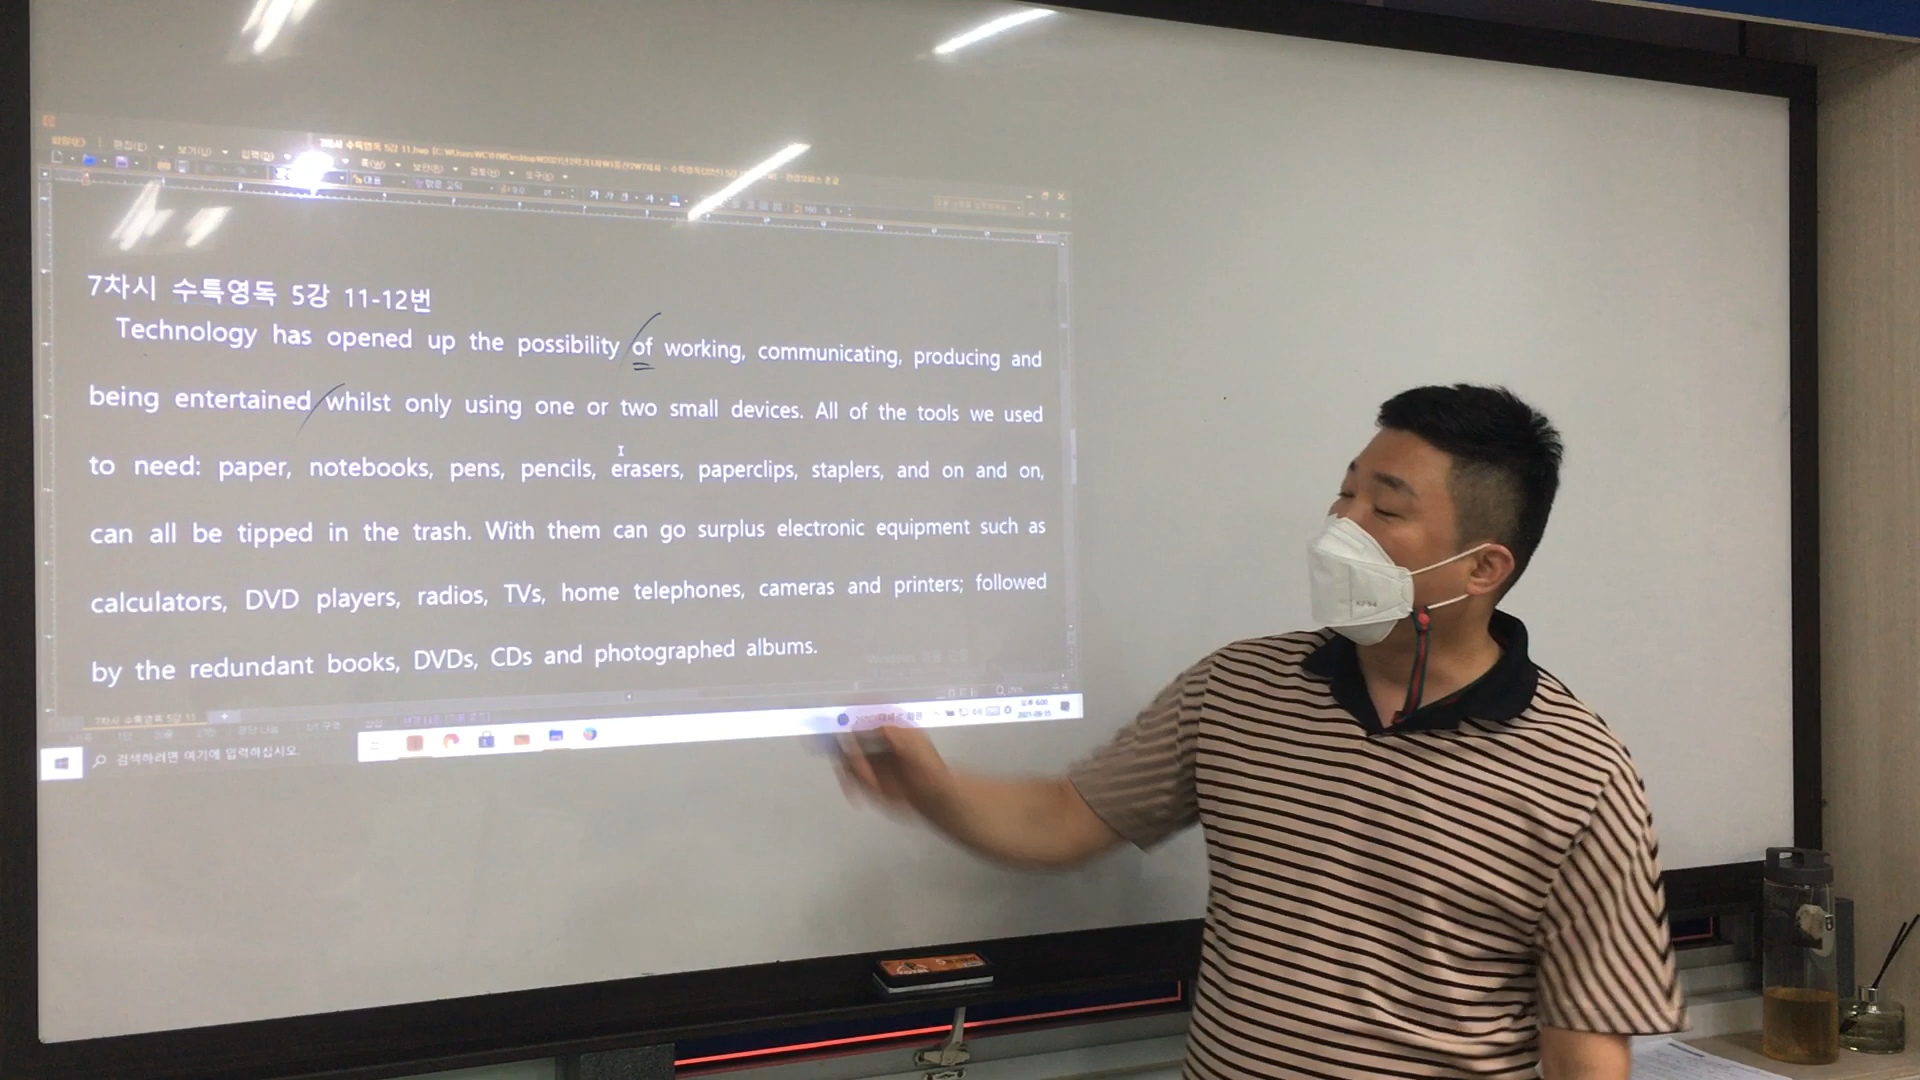 7차시 수특영독 5강 11-12번
Technology has opened up the possibility of working, communicating, producing and
being entertained whilst only using one or two small devices. All of the tools we used
to need: paper, notebooks, pens, pencils, erasers, paperclips, staplers, and on and on,
can all be tipped in the trash. With them can go surplus electronic equipment such as
calculators, DVD players, radios, TVs, home telephones, cameras and printers; followed
by the redundant books, DVDs, CDs and photographed albums.
검색하려면 여기에 입력하십시오.